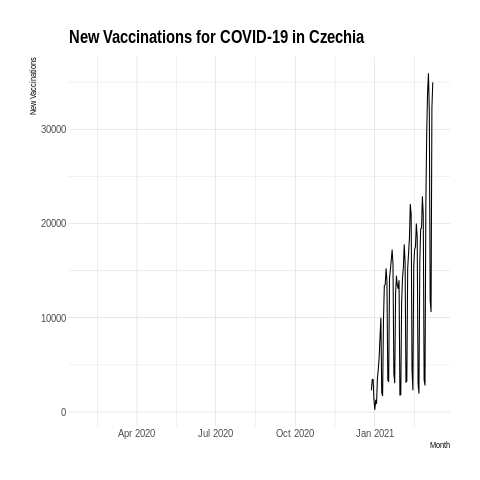 New Vaccinations for COVID-19 in Czechia
New Vaccinations
30000
20000
10000
0
Apr 2020
Jul 2020
Oct 2020
Jan 2021
Month